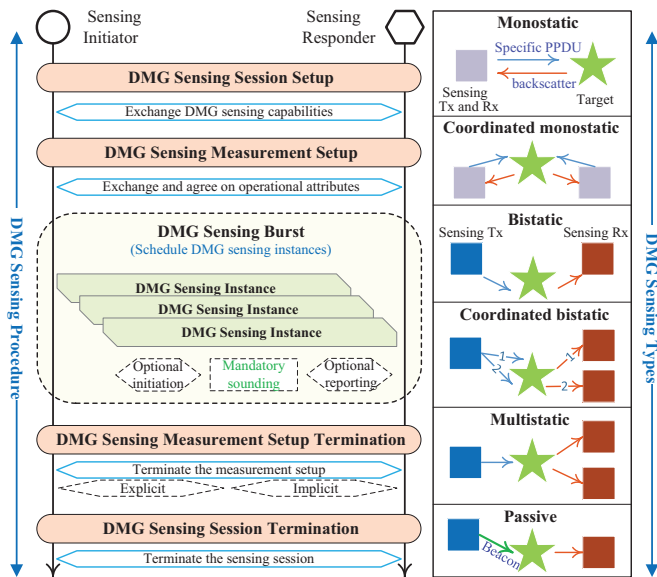 Sensing
Initiator
Sensing
Responder
DMG Sensing Session Setup
Exchange DMG sensing capabilities
DMG Sensing Measurement Setup
Exchange and agree on operational attributes
DMG Sensing Burst
(Schedule DMG sensing instances)
DMG Sensing Instance
DMG Sensing Instance
DMG Sensing Instance
Optional
initiation
Mandatory
sounding
Optional
reporting
DMG Sensing Measurement Setup Termination
Terminate the measurement setup
Explicit
Implicit
DMG Sensing Session Termination
Terminate the sensing session
DMG Sensing Procedure
Monostatic
Specific PPDU
backscatter
Sensing
Tx and Rx
Target
Coordinated monostatic
Bistatic
Sensing Tx
Sensing Rx
Coordinated bistatic
1
2
1
2
Multistatic
Passive
Beacon
DMG Sensing Types